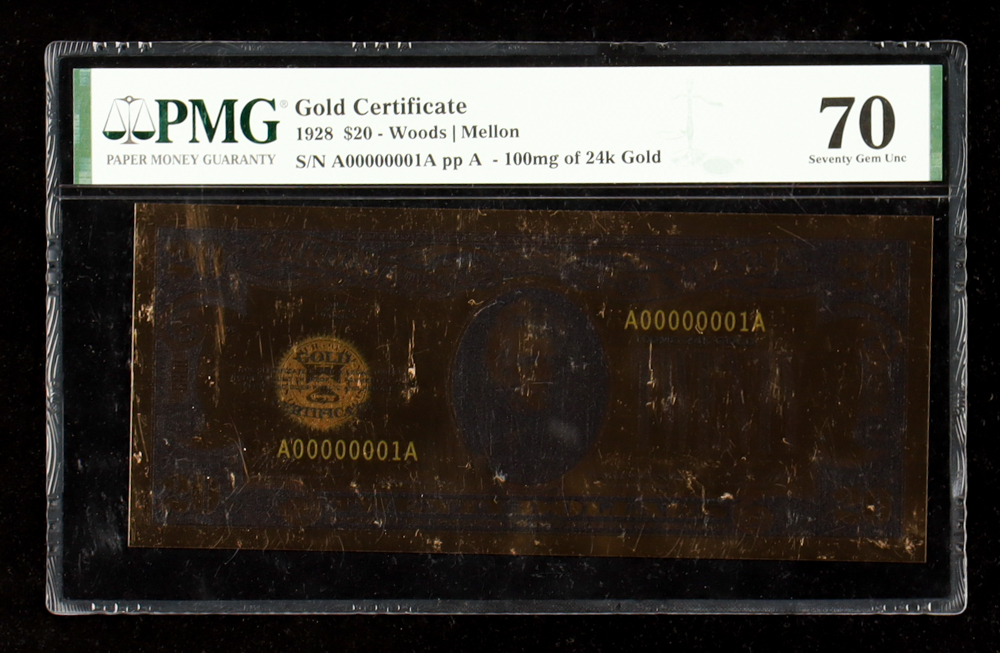 PMG®
PAPER MONEY GUARANTY
Gold Certificate
1928 $20 - Woods | Mellon
S/N A00000001A pp A - 100mg of 24k Gold
70
Seventy Gem Unc
A00000001A
GOLD
A00000001A